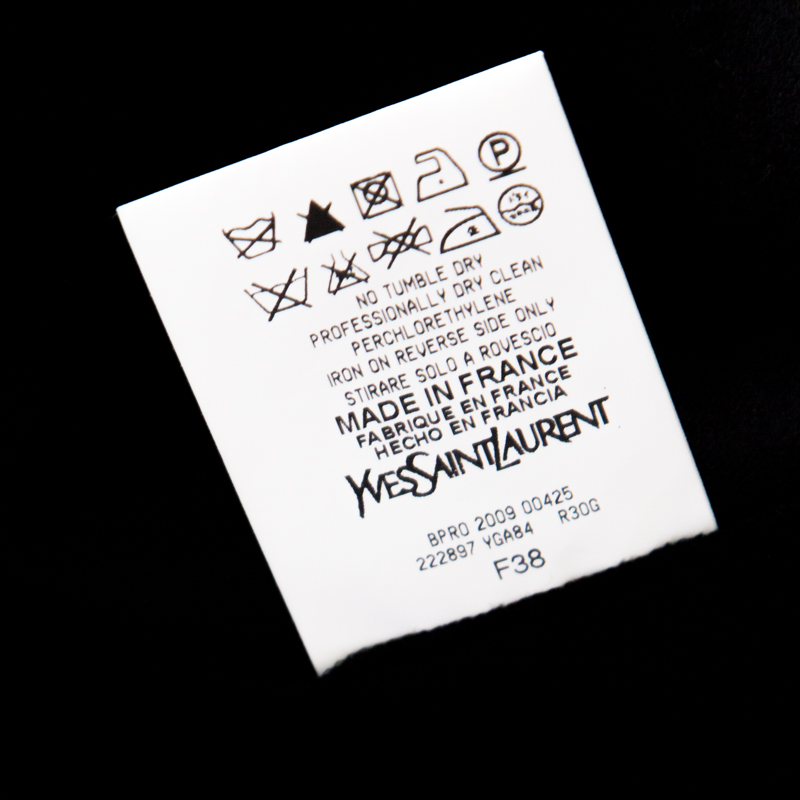 P
NO TUMBLE DRY
PROFESSIONALLY DRY CLEAN
PERCHLORETHYLENE
IRON ON REVERSE SIDE ONLY
STIRARE SOLO A ROVESCIO
MADE IN FRANCE
FABRIQUE EN FRANCE
HECHO EN FRANCIA
YVESSAINTLAURENT
BPRO 2009 00425
222897 YGA84 R30G
F38